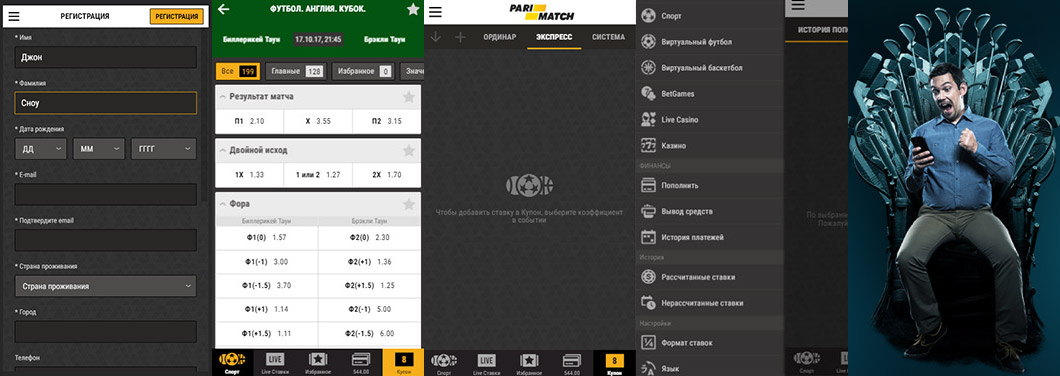 РЕГИСТРАЦИЯ
РЕГИСТРАЦИЯ
* Имя
Джон
* Фамилия
Сноу
* Дата рождения
ДД
ММ
ГГГГ
* E-mail
* Подтвердите email
* Страна проживания
Страна проживания
* Город
Телефон
ФУТБОЛ. АНГЛИЯ. КУБОК.
Биллерикей Таун 17.10.17, 21:45 Брэкли Таун
Все 199 Главные 128 Избранное 0 Значе
Результат матча
П1 2.10 X 3.55 П2 3.15
Двойной исход
1X 1.33 1 или 2 1.27 2X 1.70
Фора
Биллерикей Таун Брэкли Таун
Ф1(0) 1.57 Ф2(0) 2.30
Ф1(-1) 3.00 Ф2(+1) 1.36
Ф1(-1.5) 3.70 Ф2(+1.5) 1.25
Ф1(+1) 1.14 Ф2(-1) 5.00
Ф1(+1.5) 1.11 Ф2(-1.5) 6.00
LIVE 8
Спорт Live Ставки Избранное 544.00 Купон
PARI
MATCH
ОРДИНАР ЭКСПРЕСС СИСТЕМА
Чтобы добавить ставку в Купон, выберите коэффициент
в событии
LIVE 8
Спорт Live Ставки Избранное 544.00 Купон
Спорт
Виртуальный футбол
Виртуальный баскетбол
BetGames
Live Casino
Казино
ФИНАНСЫ
Пополнить
Вывод средств
История платежей
История
Рассчитанные ставки
Нерассчитанные ставки
Настройки
Формат ставок
Язык
ИСТОРИЯ ПОПО
По выбранно
Пожалуй
Спорт